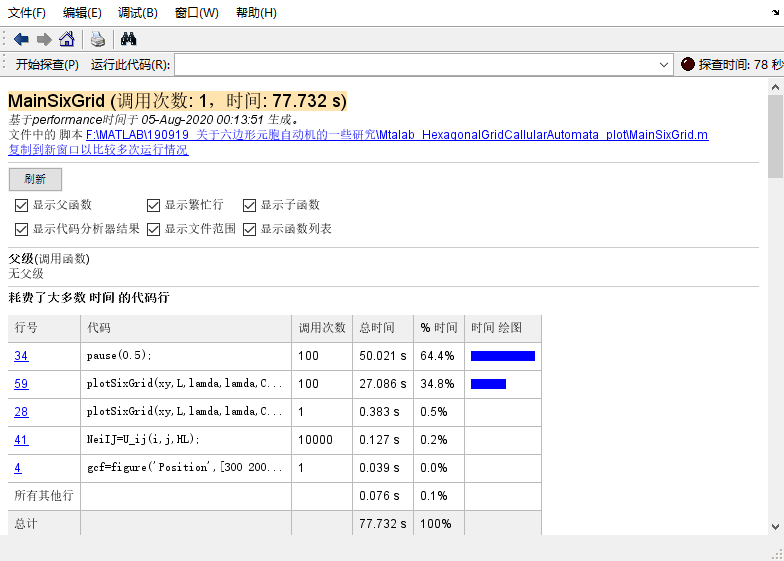 文件(F) 编辑(E) 调试(B) 窗口(W) 帮助(H)
开始探查(P) 运行此代码(R): 探查时间: 78 秒
MainSixGrid (调用次数: 1，时间: 77.732 s)
基于performance时间于 05-Aug-2020 00:13:51 生成。
文件中的 脚本 F:\MATLAB\190919_关于六边形元胞自动机的一些研究\Mtalab_HexagonalGridCallularAutomata_plot\MainSixGrid.m
复制到新窗口以比较多次运行情况
刷新
显示父函数 显示繁忙行 显示子函数
显示代码分析器结果 显示文件范围 显示函数列表
父级(调用函数)
无父级
耗费了大多数 时间 的代码行
行号 代码 调用次数 总时间 % 时间 时间 绘图
34 pause(0.5); 100 50.021 s 64.4%
59 plotSixGrid(xy,L,lamda,lamda,C... 100 27.086 s 34.8%
28 plotSixGrid(xy,L,lamda,lamda,C... 1 0.383 s 0.5%
41 NeiIJ=U_ij(i,j,HL); 10000 0.127 s 0.2%
4 gcf=figure('Position',[300 200... 1 0.039 s 0.0%
所有其他行 0.076 s 0.1%
总计 77.732 s 100%